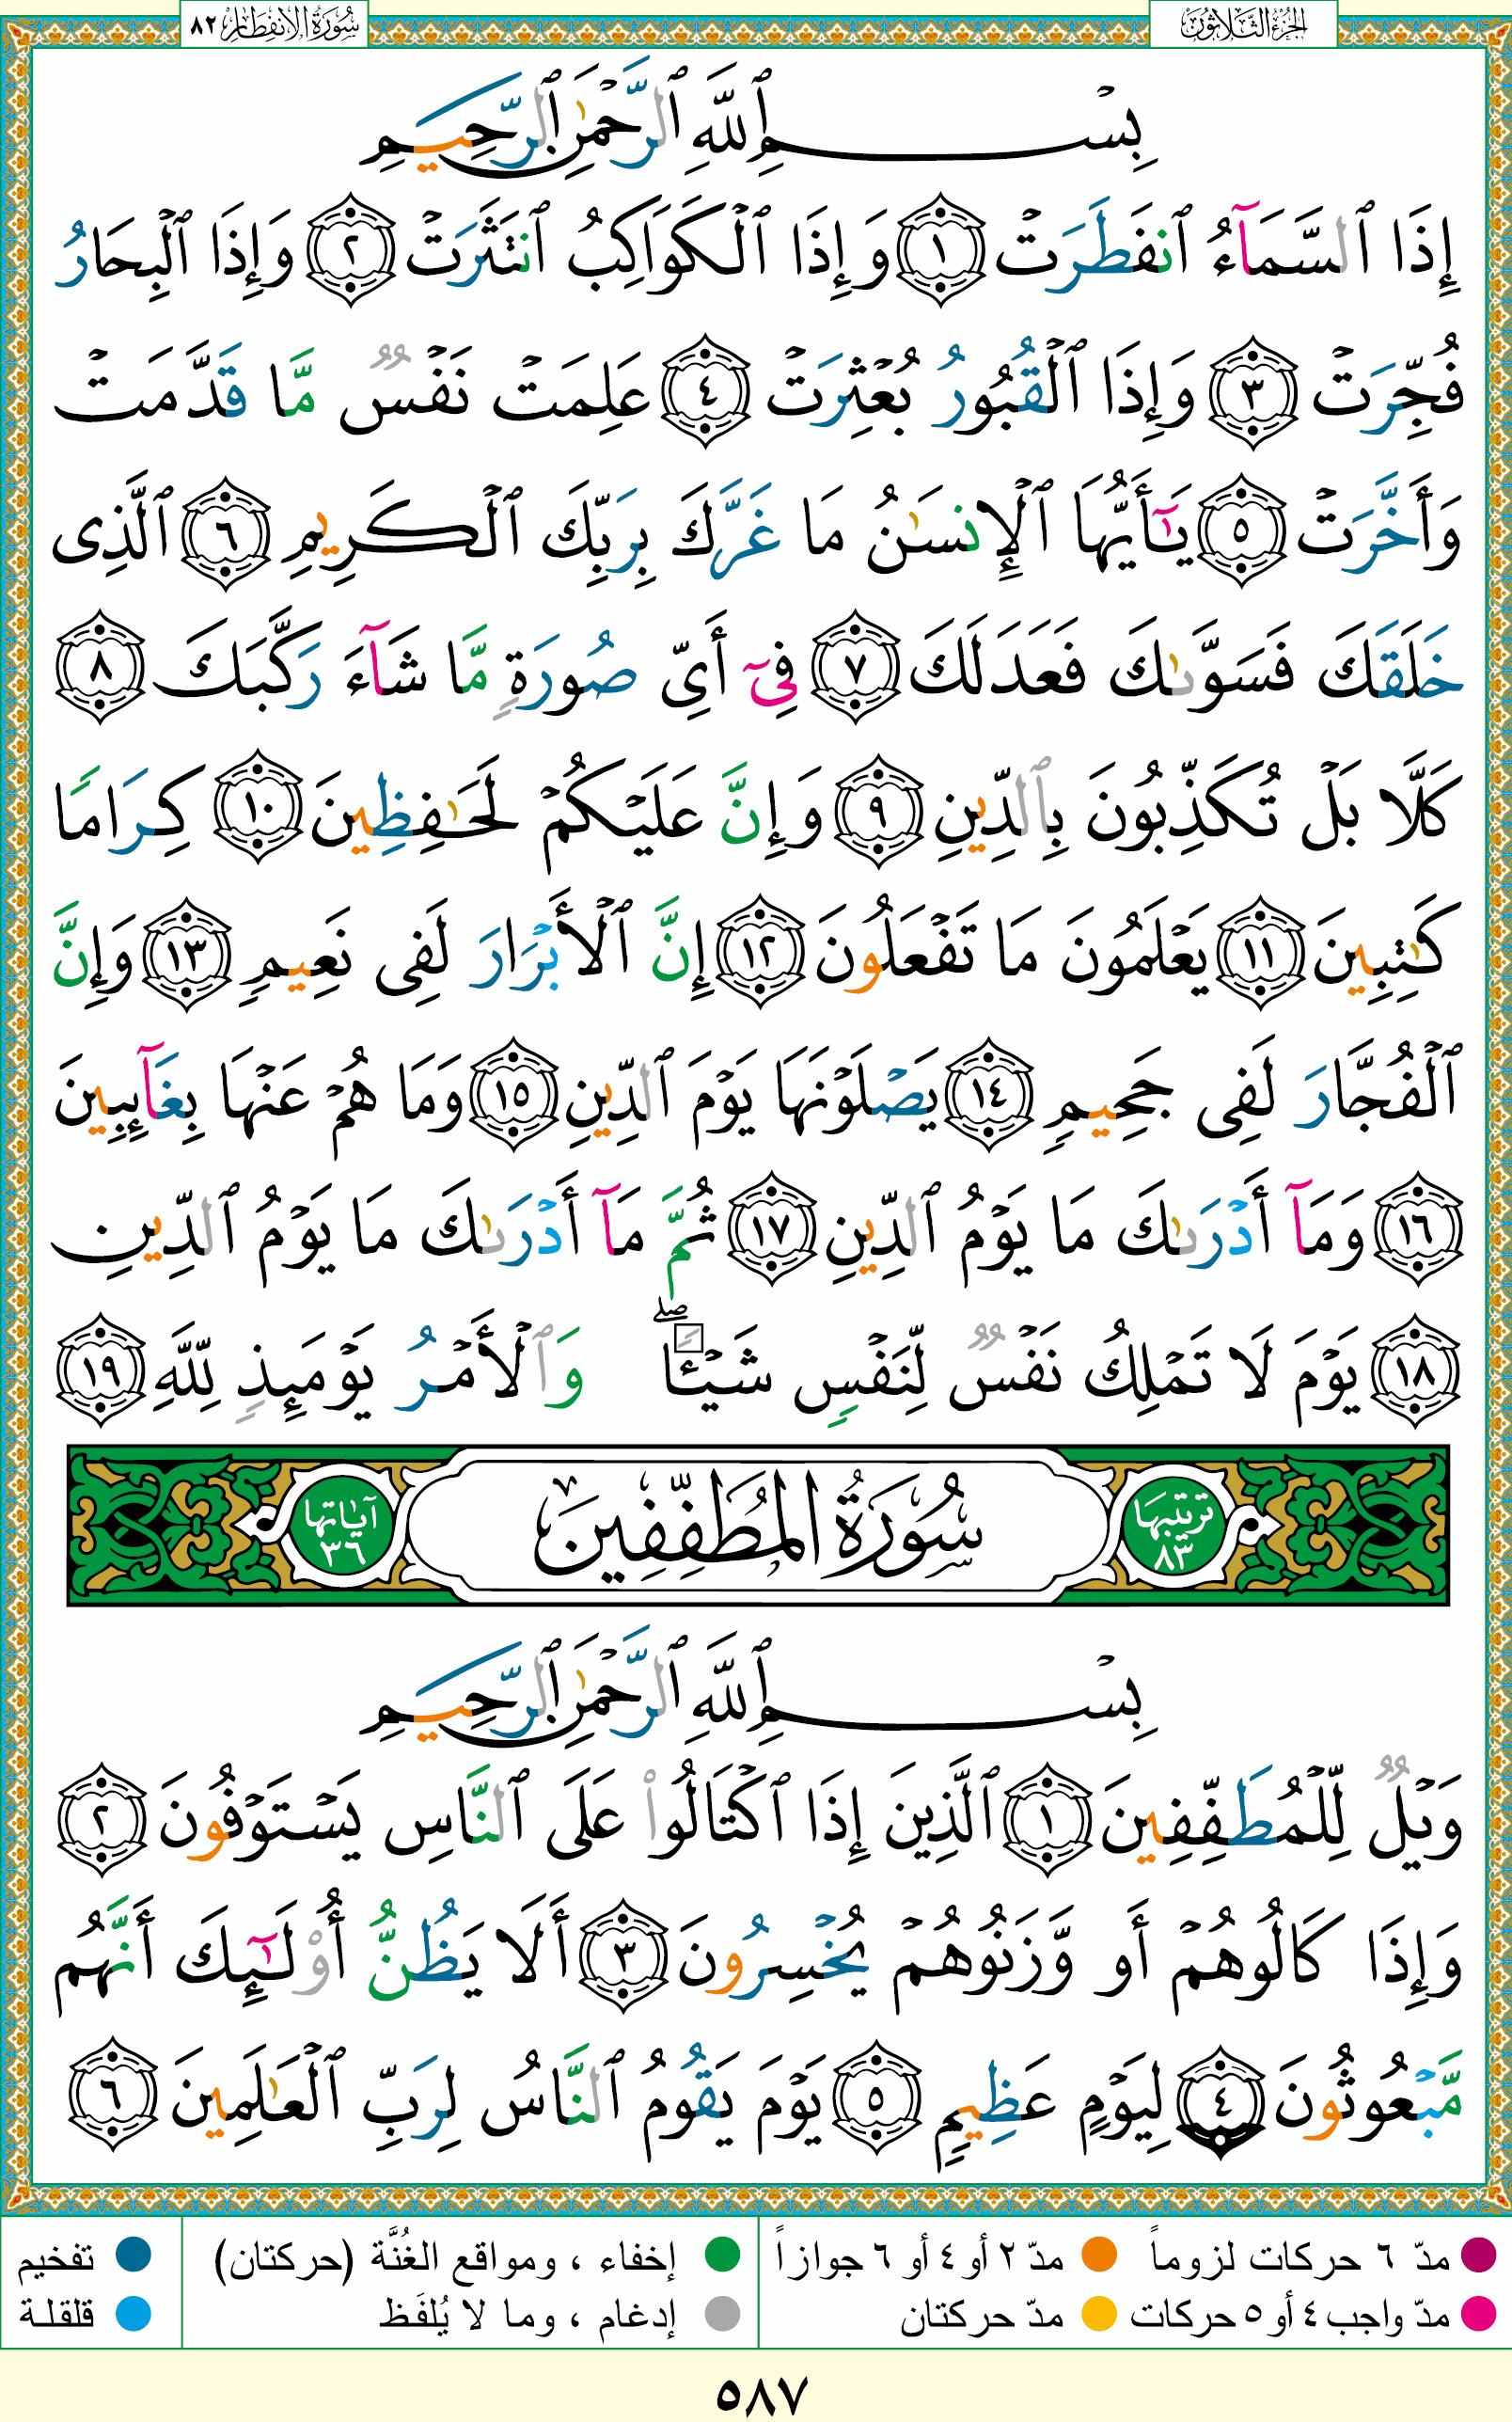 الجزء الثلاثون
سورة الانفطار ٨٢
بِسْمِ ٱللَّهِ ٱلرَّحْمَٰنِ ٱلرَّحِيمِ
إِذَا ٱلسَّمَآءُ ٱنفَطَرَتْ ١ وَإِذَا ٱلْكَوَاكِبُ ٱنتَثَرَتْ ٢ وَإِذَا ٱلْبِحَارُ
فُجِّرَتْ ٣ وَإِذَا ٱلْقُبُورُ بُعْثِرَتْ ٤ عَلِمَتْ نَفْسٌ مَّا قَدَّمَتْ
وَأَخَّرَتْ ٥ يَٰٓأَيُّهَا ٱلْإِنسَٰنُ مَا غَرَّكَ بِرَبِّكَ ٱلْكَرِيمِ ٦ ٱلَّذِى
خَلَقَكَ فَسَوَّىٰكَ فَعَدَلَكَ ٧ فِىٓ أَىِّ صُورَةٍ مَّا شَآءَ رَكَّبَكَ ٨
كَلَّا بَلْ تُكَذِّبُونَ بِٱلدِّينِ ٩ وَإِنَّ عَلَيْكُمْ لَحَٰفِظِينَ ١٠ كِرَامًا
كَٰتِبِينَ ١١ يَعْلَمُونَ مَا تَفْعَلُونَ ١٢ إِنَّ ٱلْأَبْرَارَ لَفِى نَعِيمٍ ١٣ وَإِنَّ
ٱلْفُجَّارَ لَفِى جَحِيمٍ ١٤ يَصْلَوْنَهَا يَوْمَ ٱلدِّينِ ١٥ وَمَا هُمْ عَنْهَا بِغَآئِبِينَ
١٦ وَمَآ أَدْرَىٰكَ مَا يَوْمُ ٱلدِّينِ ١٧ ثُمَّ مَآ أَدْرَىٰكَ مَا يَوْمُ ٱلدِّينِ
١٨ يَوْمَ لَا تَمْلِكُ نَفْسٌ لِّنَفْسٍ شَيْـًٔا ۖ وَٱلْأَمْرُ يَوْمَئِذٍ لِّلَّهِ ١٩
ترتيبها ٨٣
سُورَةُ المُطَفِّفِينَ
آياتها ٣٦
بِسْمِ ٱللَّهِ ٱلرَّحْمَٰنِ ٱلرَّحِيمِ
وَيْلٌ لِّلْمُطَفِّفِينَ ١ ٱلَّذِينَ إِذَا ٱكْتَالُوا۟ عَلَى ٱلنَّاسِ يَسْتَوْفُونَ ٢
وَإِذَا كَالُوهُمْ أَو وَّزَنُوهُمْ يُخْسِرُونَ ٣ أَلَا يَظُنُّ أُو۟لَٰٓئِكَ أَنَّهُم
مَّبْعُوثُونَ ٤ لِيَوْمٍ عَظِيمٍ ٥ يَوْمَ يَقُومُ ٱلنَّاسُ لِرَبِّ ٱلْعَٰلَمِينَ ٦
مدّ ٦ حركات لزوماً مدّ ٢ أو ٤ أو ٦ جوازاً إخفاء ، ومواقع الغُنَّة (حركتان) تفخيم
مدّ واجب ٤ أو ٥ حركات مدّ حركتان إدغام ، وما لا يُلفَظ قلقلة
٥٨٧